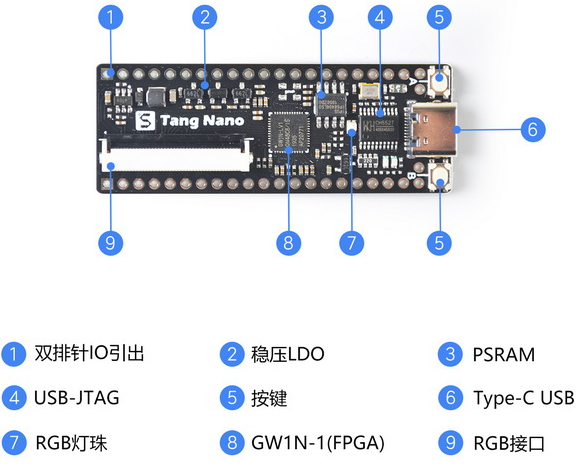 1 2 3 4 5
6
S Tang Nano
A
B
9 8 7 5
1 双排针IO引出 2 稳压LDO 3 PSRAM
4 USB-JTAG 5 按键 6 Type-C USB
7 RGB灯珠 8 GW1N-1(FPGA) 9 RGB接口